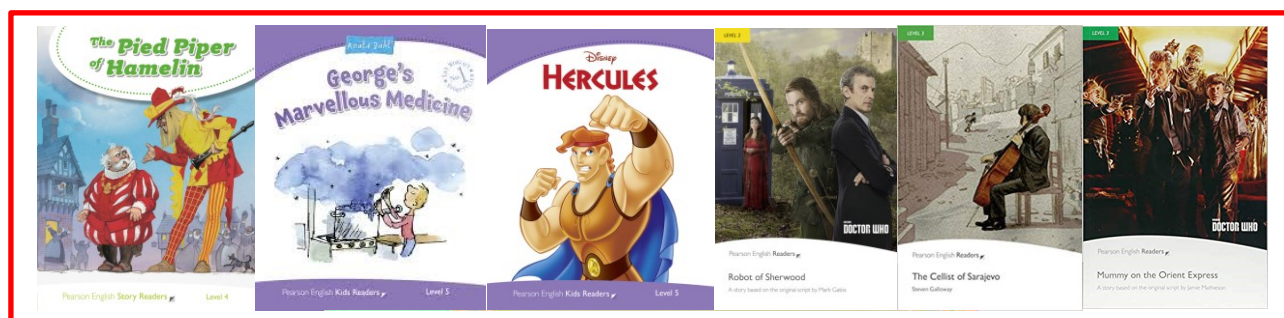 The Pied Piper
of Hamelin
Pearson English Story Readers
Level 4
Roald Dahl
George's
Marvellous Medicine
Pearson English Kids Readers
Level 5
Disney
HERCULES
Pearson English Kids Readers
Level 5
LEVEL 2
DOCTOR WHO
Pearson English Readers
Robot of Sherwood
A story based on the original script by Mark Gatiss
LEVEL 3
Pearson English Readers
The Cellist of Sarajevo
Steven Galloway
LEVEL 3
DOCTOR WHO
Pearson English Readers
Mummy on the Orient Express
A story based on the original script by Jamie Mathieson